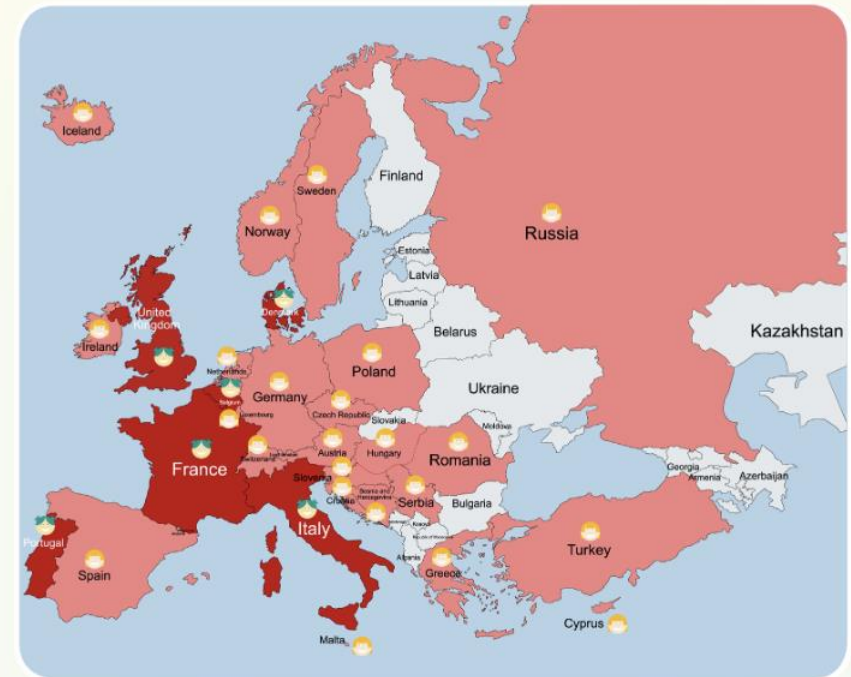 Iceland
Finland
Sweden
Norway
Russia
Estonia
Latvia
Lithuania
Denmark
United
Kingdom
Ireland
Belarus
Kazakhstan
Netherlands
Poland
Germany
Belgium
Ukraine
Luxembourg
Czech Republic
Slovakia
Moldova
Austria
Hungary
Switzerland
Liechtenstein
France
Romania
Slovenia
Georgia
Armenia
Azerbaijan
Bosnia and
Herzegovina
Serbia
Croatia
Bulgaria
Italy
Kosovo
Portugal
Turkey
Albania
Spain
Greece
Cyprus
Malta